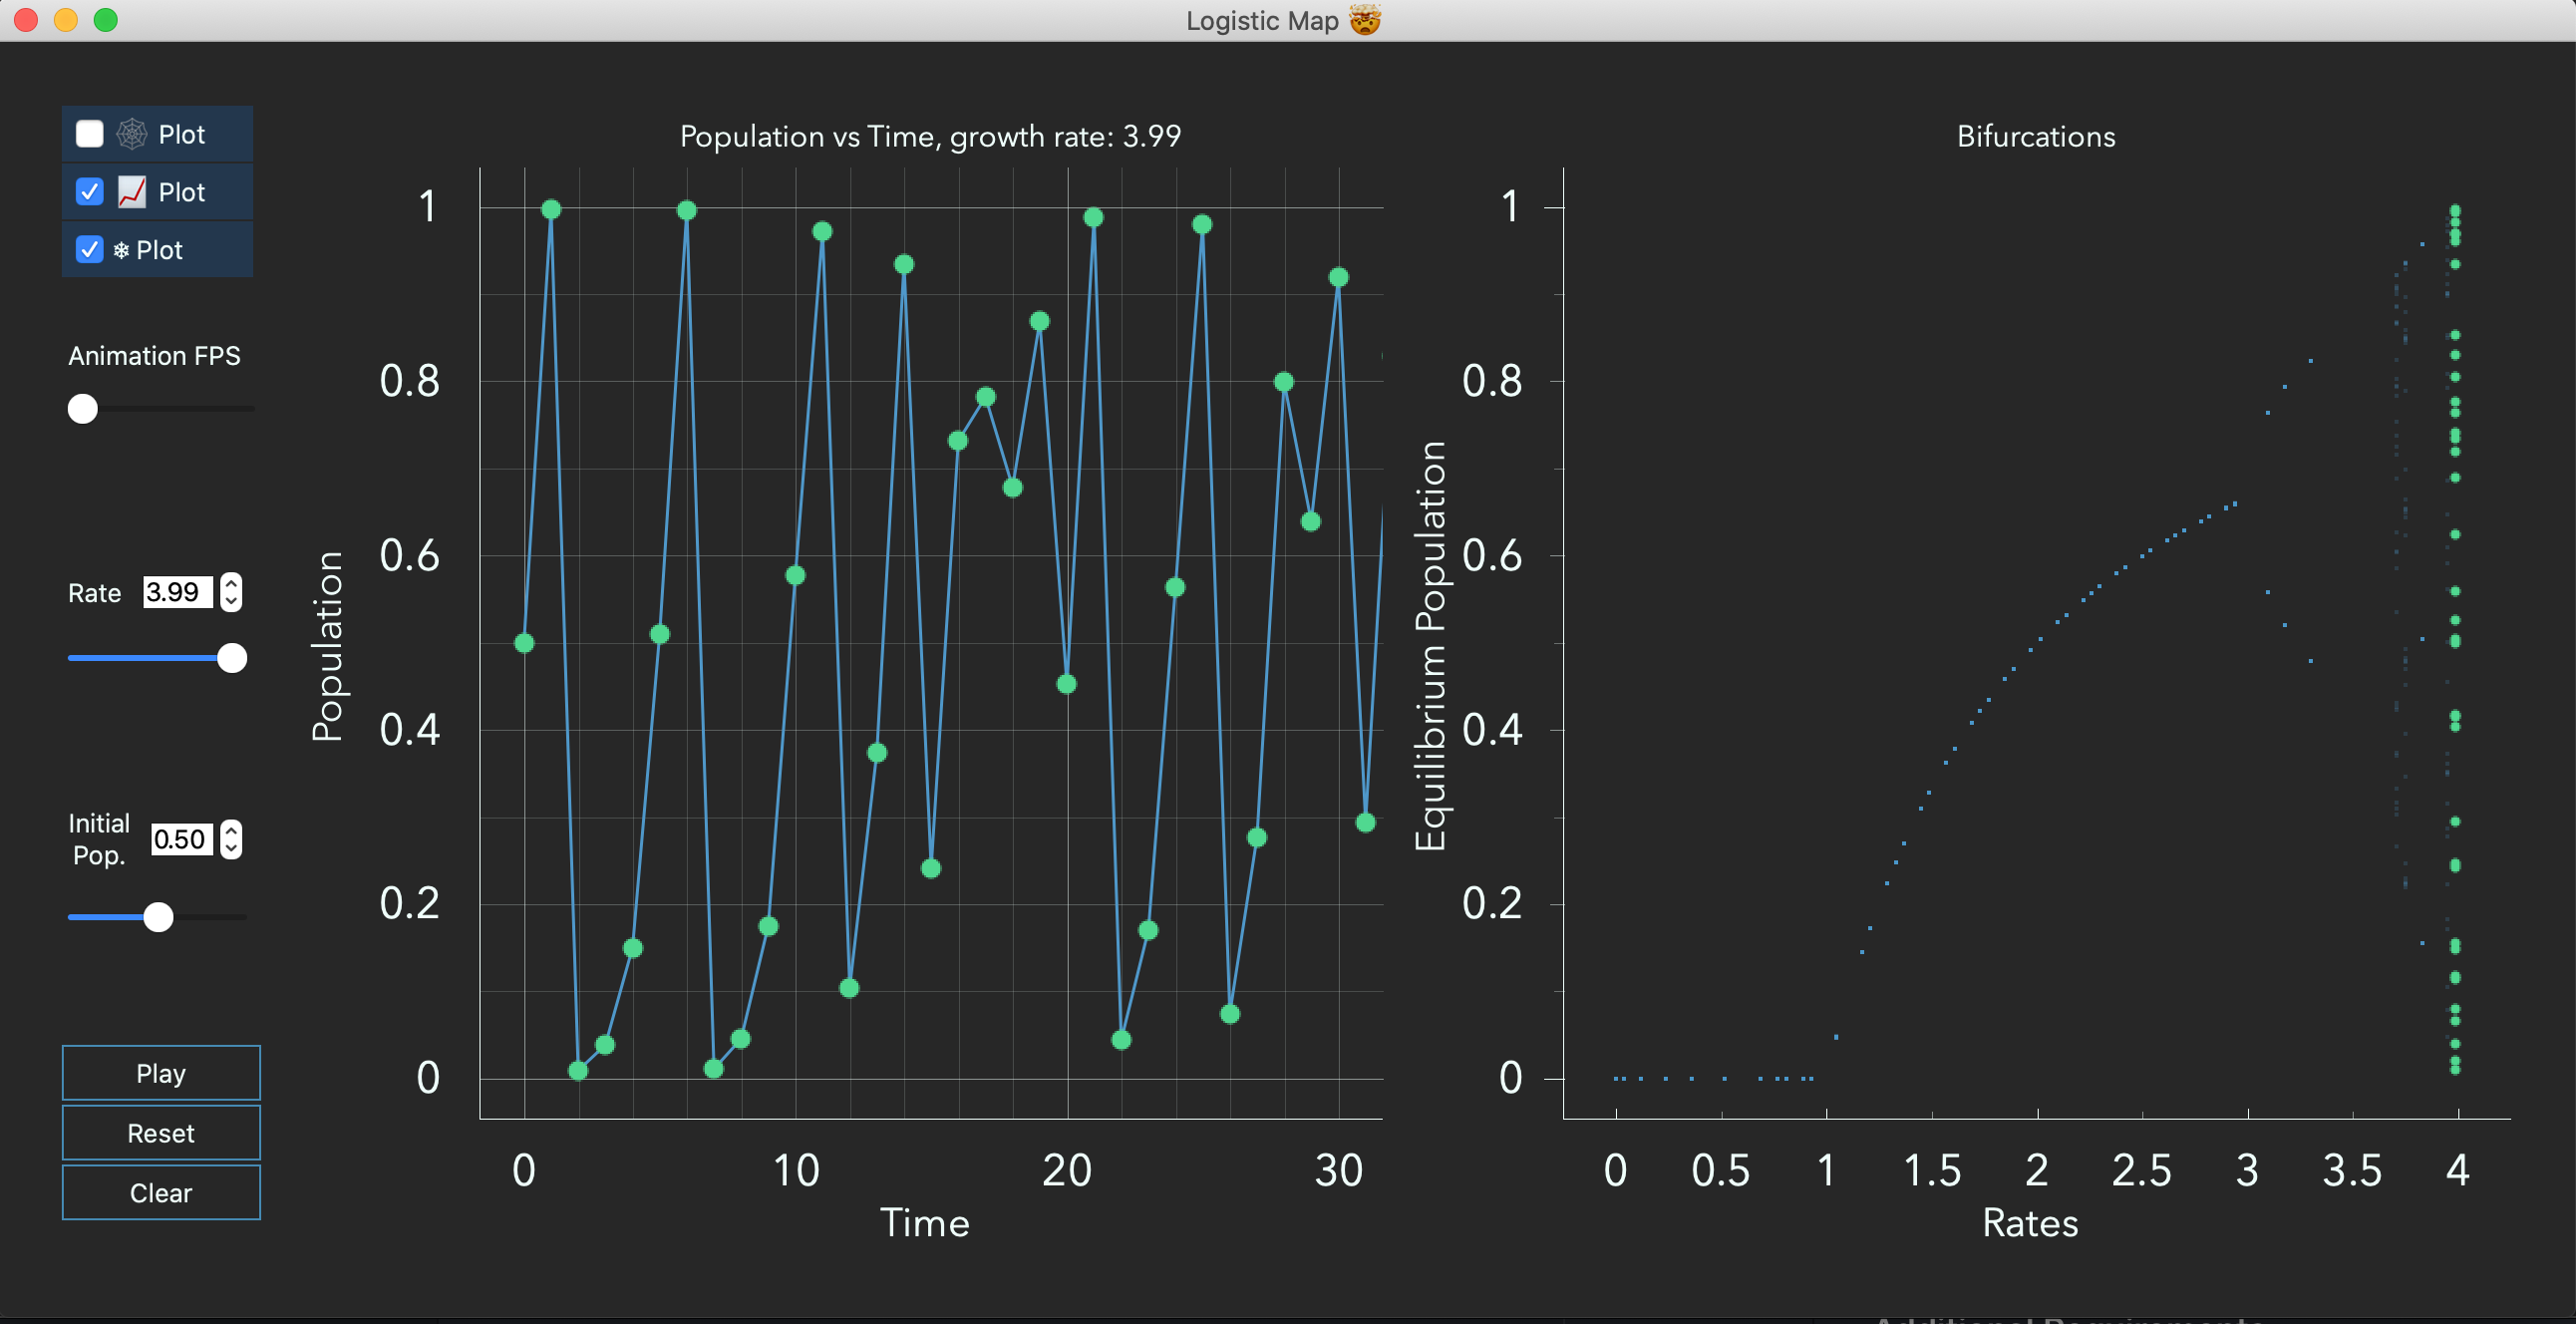 Logistic Map 🤯
🕸 Plot
📈 Plot
❄ Plot
Animation FPS
Rate 3.99
Initial
Pop. 0.50
Play
Reset
Clear
Population vs Time, growth rate: 3.99
Population
1
0.8
0.6
0.4
0.2
0
0 10 20 30
Time
Bifurcations
Equilibrium Population
1
0.8
0.6
0.4
0.2
0
0 0.5 1 1.5 2 2.5 3 3.5 4
Rates